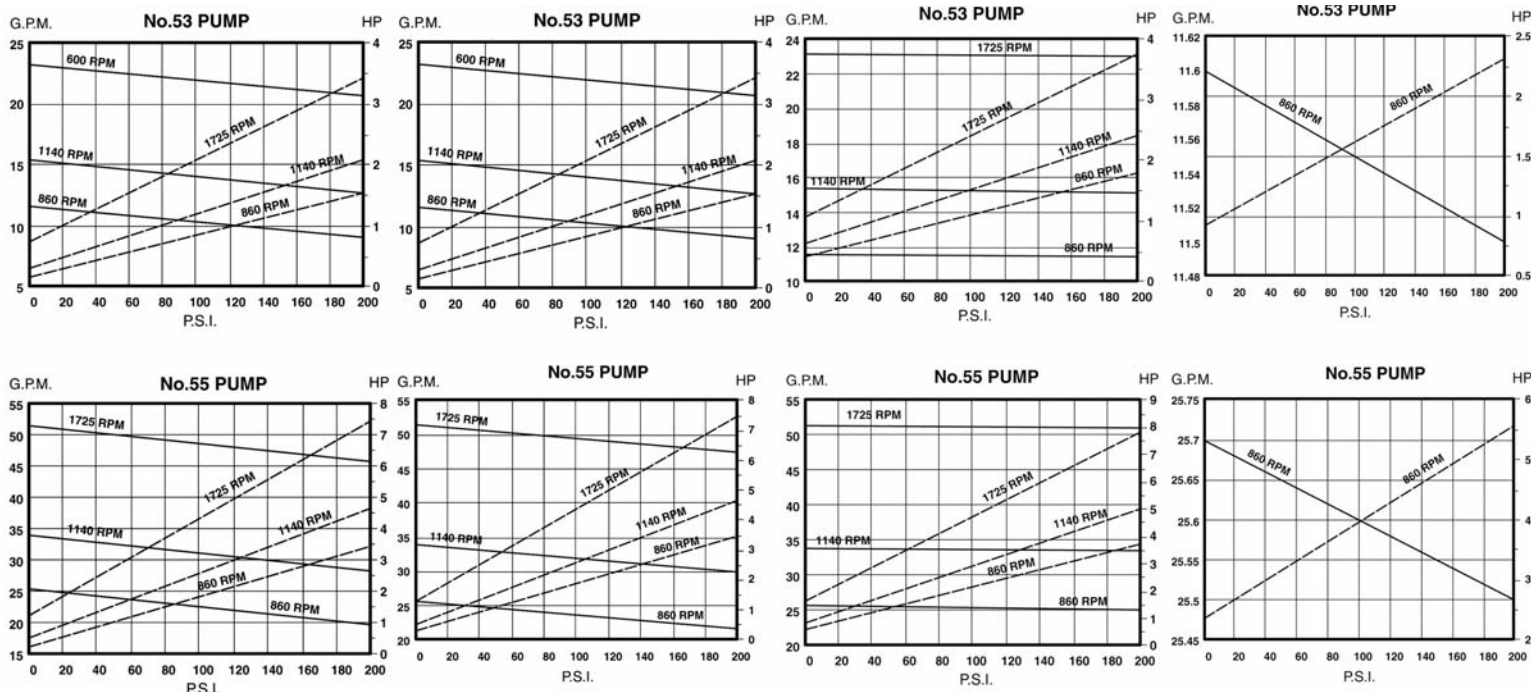 G.P.M. No.53 PUMP HP
25 4
600 RPM
20 3
1725 RPM
15 1140 RPM 1140 RPM 2
860 RPM 860 RPM
10 1
5 0
0 20 40 60 80 100 120 140 160 180 200
P.S.I.
G.P.M. No.53 PUMP HP
25 4
600 RPM
20 3
1725 RPM
15 1140 RPM 1140 RPM 2
860 RPM 860 RPM
10 1
5 0
0 20 40 60 80 100 120 140 160 180 200
P.S.I.
G.P.M. No.53 PUMP HP
24 4
1725 RPM
22
20 3
1725 RPM
18
1140 RPM 2
16 1140 RPM 860 RPM
14 1
12 860 RPM
10 0
0 20 40 60 80 100 120 140 160 180 200
P.S.I.
G.P.M. No.53 PUMP HP
11.62 2.5
11.6
11.58 860 RPM 860 RPM 2
11.56 1.5
11.54
11.52 1
11.5
11.48 0.5
0 20 40 60 80 100 120 140 160 180 200
P.S.I.
G.P.M. No.55 PUMP HP
55 8
1725 RPM
50 7
45 6
1725 RPM
40 5
35 1140 RPM 1140 RPM 4
30 3
25 860 RPM 2
20 860 RPM 1
15 0
0 20 40 60 80 100 120 140 160 180 200
P.S.I.
G.P.M. No.55 PUMP HP
55 8
1725 RPM
50 7
6
45 1725 RPM
5
40
1140 RPM 4
35 1140 RPM 860 RPM 3
30 2
25 860 RPM 1
20 0
0 20 40 60 80 100 120 140 160 180 200
G.P.M. No.55 PUMP HP
55 9
1725 RPM
50 8
7
45 1725 RPM 6
40 5
1140 RPM
35 1140 RPM 4
3
30 860 RPM 2
25 860 RPM 1
20 0
0 20 40 60 80 100 120 140 160 180 200
G.P.M. No.55 PUMP HP
25.75 6
25.7
860 RPM 860 RPM 5
25.65
25.6 4
25.55 3
25.5
25.45 2
0 20 40 60 80 100 120 140 160 180 200